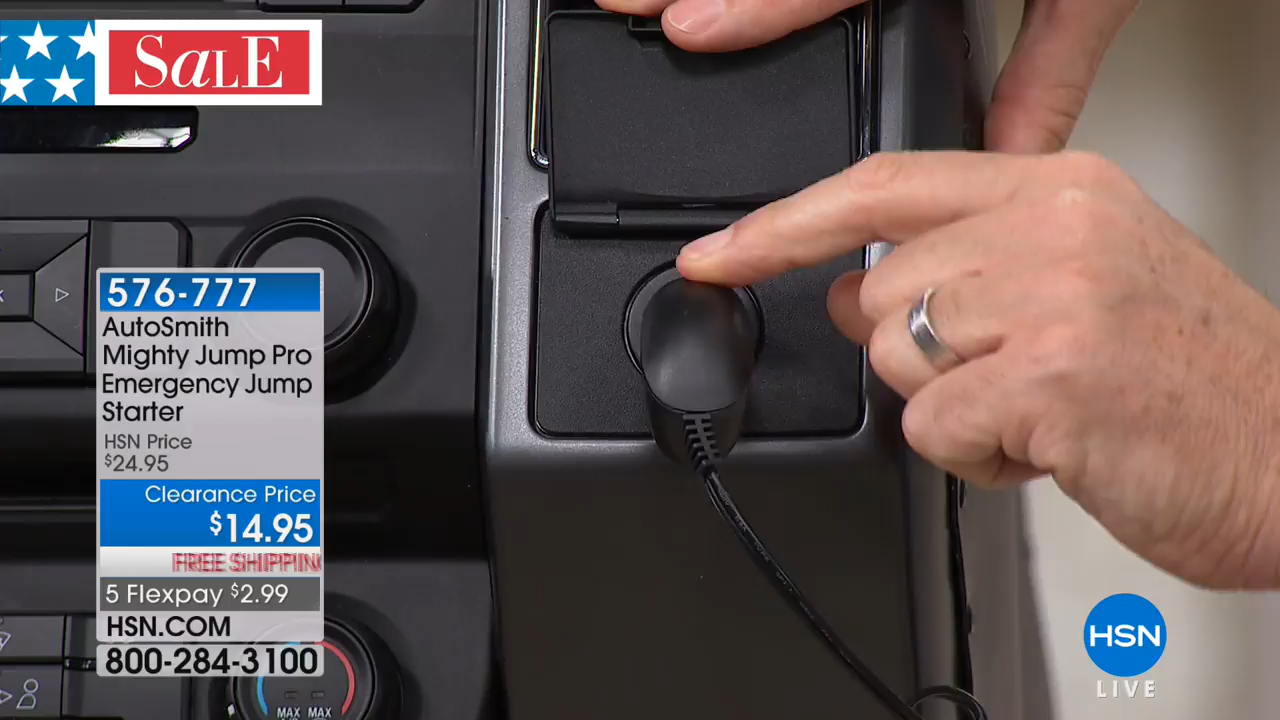 SaLE
576-777
AutoSmith
Mighty Jump Pro
Emergency Jump
Starter
HSN Price
$24.95
Clearance Price
$14.95
FREE
5 Flexpay $2.99
HSN.COM
800-284-3100
MAX MAX
HSN
LIVE